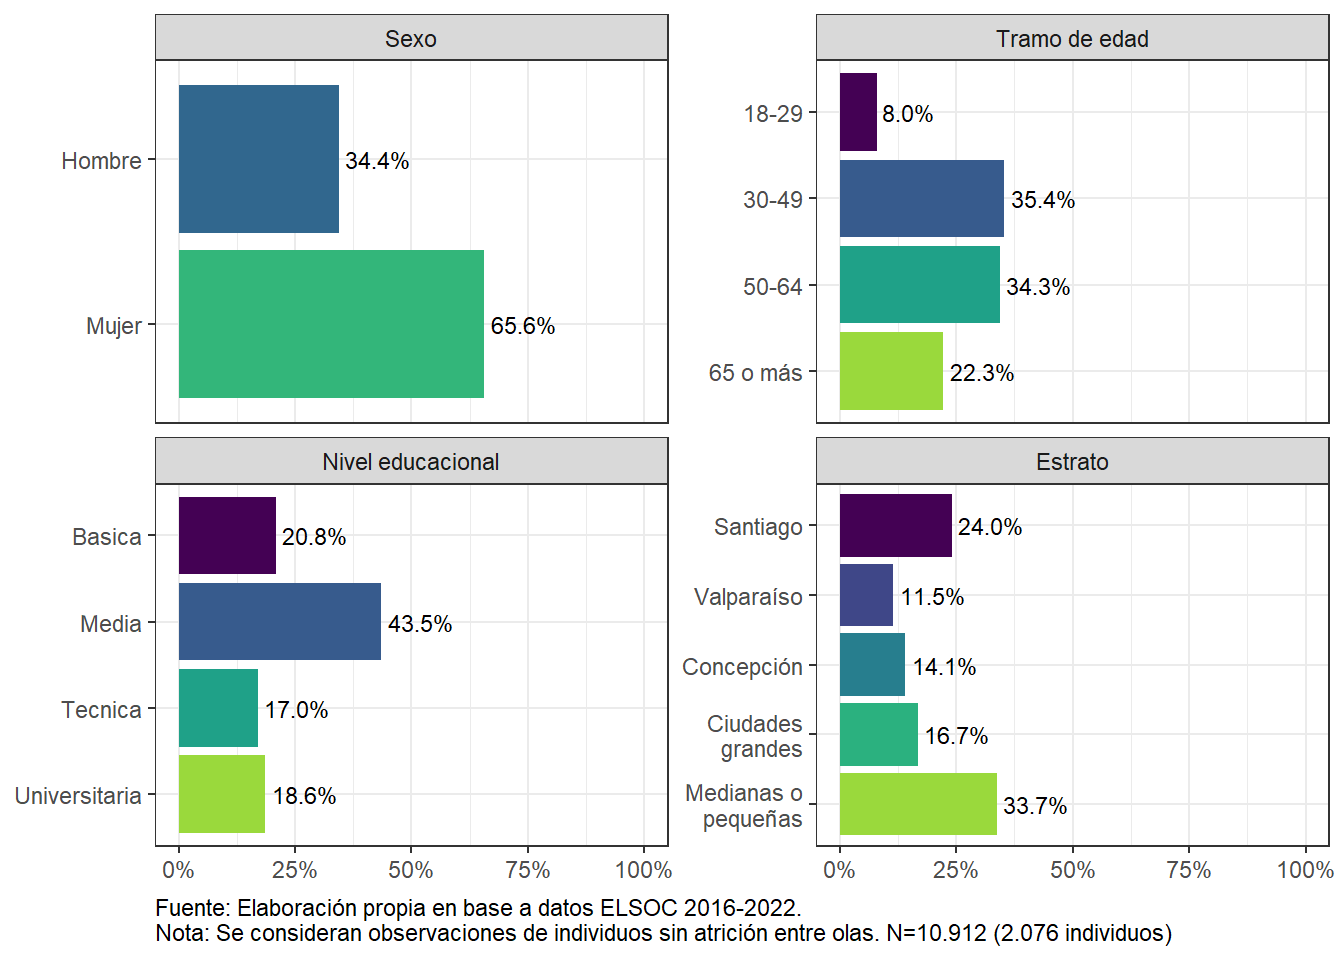 Sexo
Hombre
34.4%
Mujer
65.6%
Tramo de edad
18-29
8.0%
30-49
35.4%
50-64
34.3%
65 o más
22.3%
Nivel educacional
Basica
20.8%
Media
43.5%
Tecnica
17.0%
Universitaria
18.6%
0% 25% 50% 75% 100%
Estrato
Santiago
24.0%
Valparaíso
11.5%
Concepción
14.1%
Ciudades
grandes
16.7%
Medianas o
pequeñas
33.7%
0% 25% 50% 75% 100%
Fuente: Elaboración propia en base a datos ELSOC 2016-2022.
Nota: Se consideran observaciones de individuos sin atrición entre olas. N=10.912 (2.076 individuos)